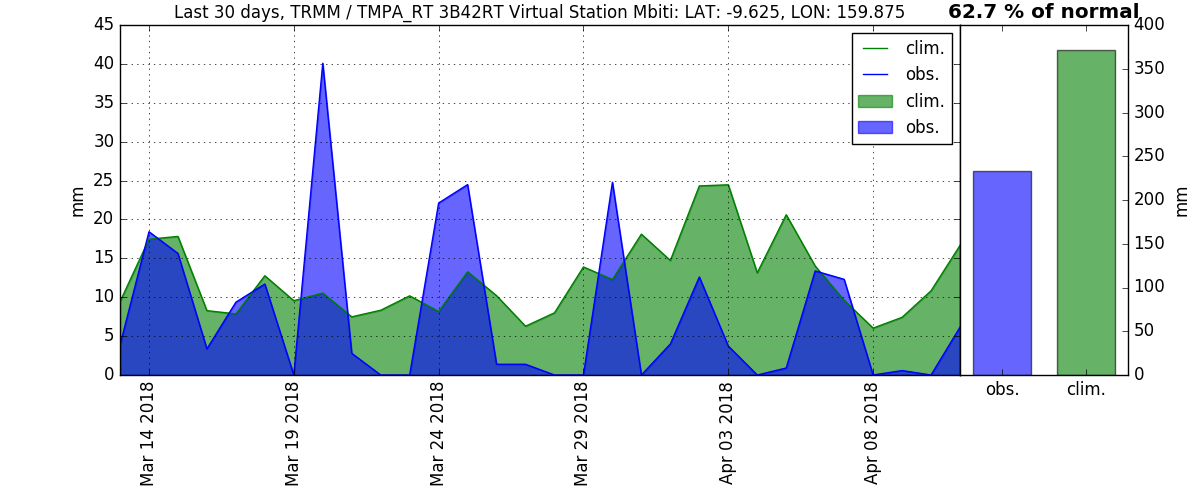 Last 30 days, TRMM / TMPA_RT 3B42RT Virtual Station Mbiti: LAT: -9.625, LON: 159.875
62.7 % of normal
mm
45
40
35
30
25
20
15
10
5
0
clim.
obs.
clim.
obs.
Mar 14 2018
Mar 19 2018
Mar 24 2018
Mar 29 2018
Apr 03 2018
Apr 08 2018
400
350
300
250
200
150
100
50
0
mm
obs.
clim.